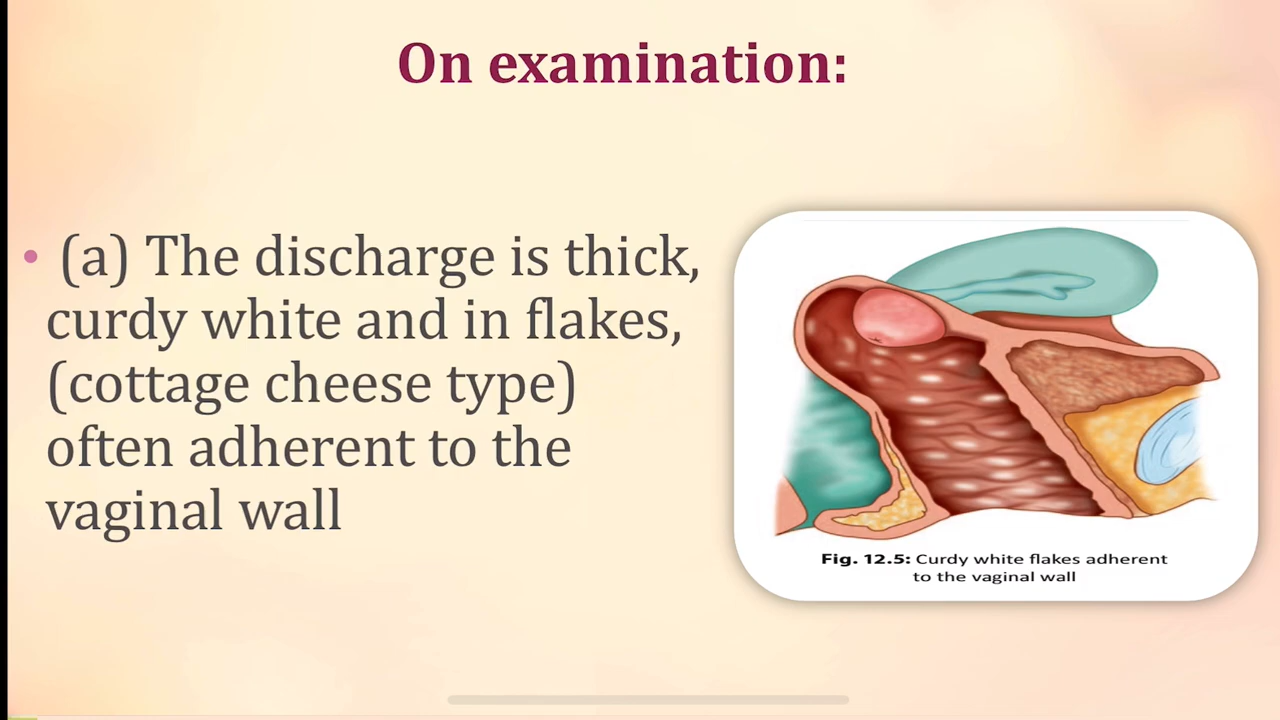 On examination:
• (a) The discharge is thick,
curdy white and in flakes,
(cottage cheese type)
often adherent to the
vaginal wall
Fig. 12.5: Curdy white flakes adherent
to the vaginal wall